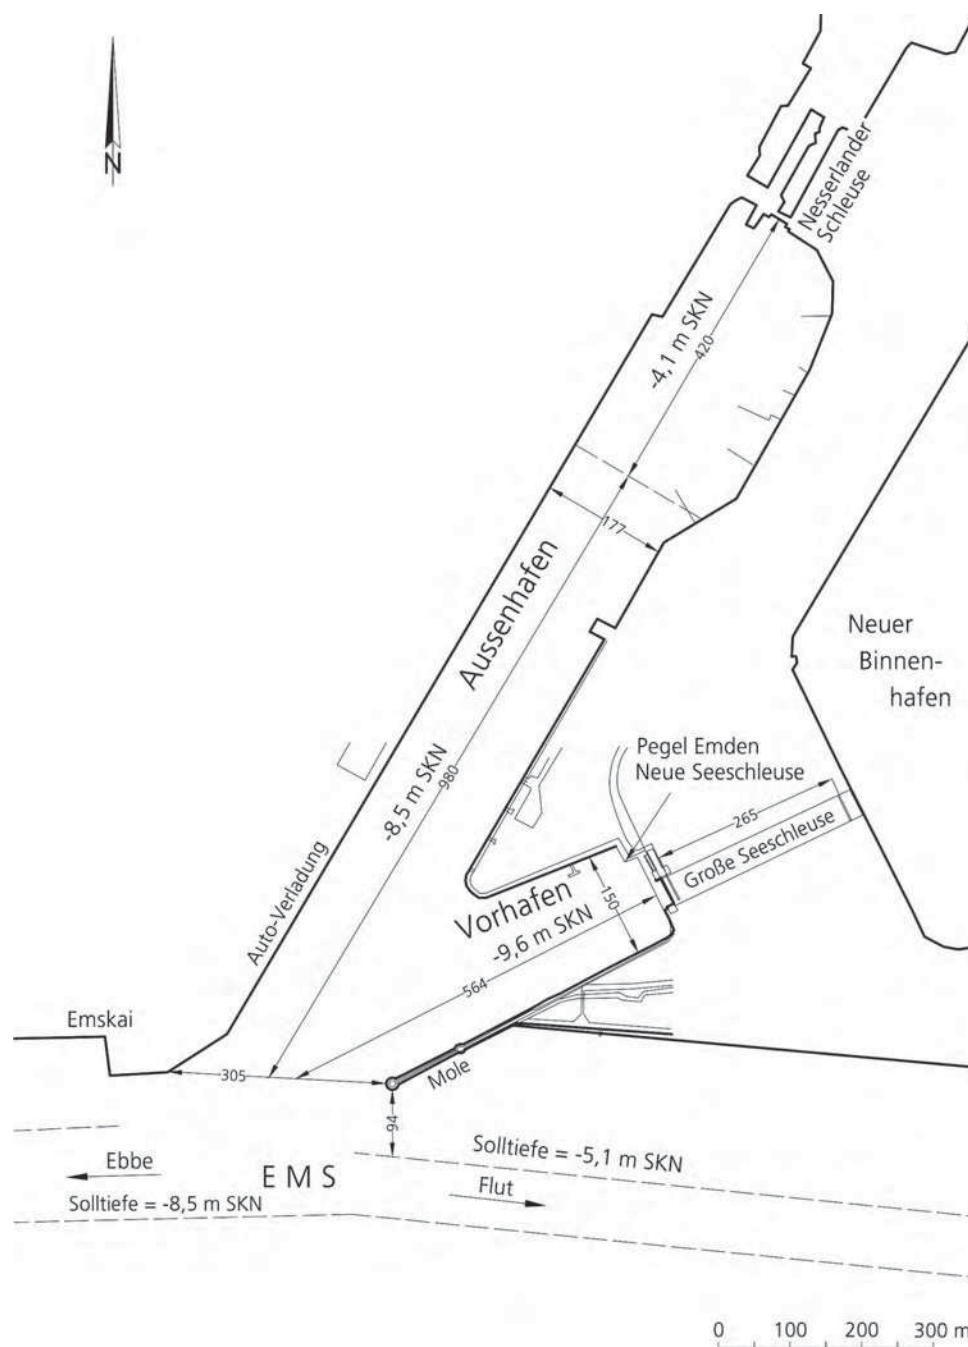 N
Nesserlander
Schleuse
-4,1 m SKN
420
177
Aussenhafen
Neuer
Binnen-
hafen
Pegel Emden
Neue Seeschleuse
-8,5 m SKN
980
265
Große Seeschleuse
Auto-Verladung
Vorhafen
150
-9,6 m SKN
564
Emskai
305
Mole
94
Solltiefe = -5,1 m SKN
Ebbe
EMS
Flut
Solltiefe = -8,5 m SKN
0 100 200 300 m